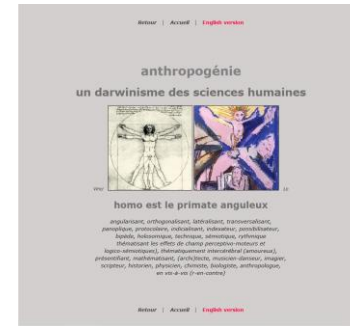 Retour | Accueil | English version
anthropogénie
un darwinisme des sciences humaines
homo est le primate anguleux
angularisant, orthogonalisant, latéralisant, transversalisant,
panoplique, protocolaire, indicialisant, indexateur, possibilisateur,
bipède, holosomique, technique, sémiotique, rythmique
thématisant les effets de champ perceptivo-moteurs et
logico-sémiotiques), thématiquement intercérébral (amoureux),
présentifiant, mathématisant, (archi)tecte, musicien-danseur, imagier,
scripteur, historien, physicien, chimiste, biologiste, anthropologue,
en vis-à-vis (r-en-contre)
Retour | Accueil | English version